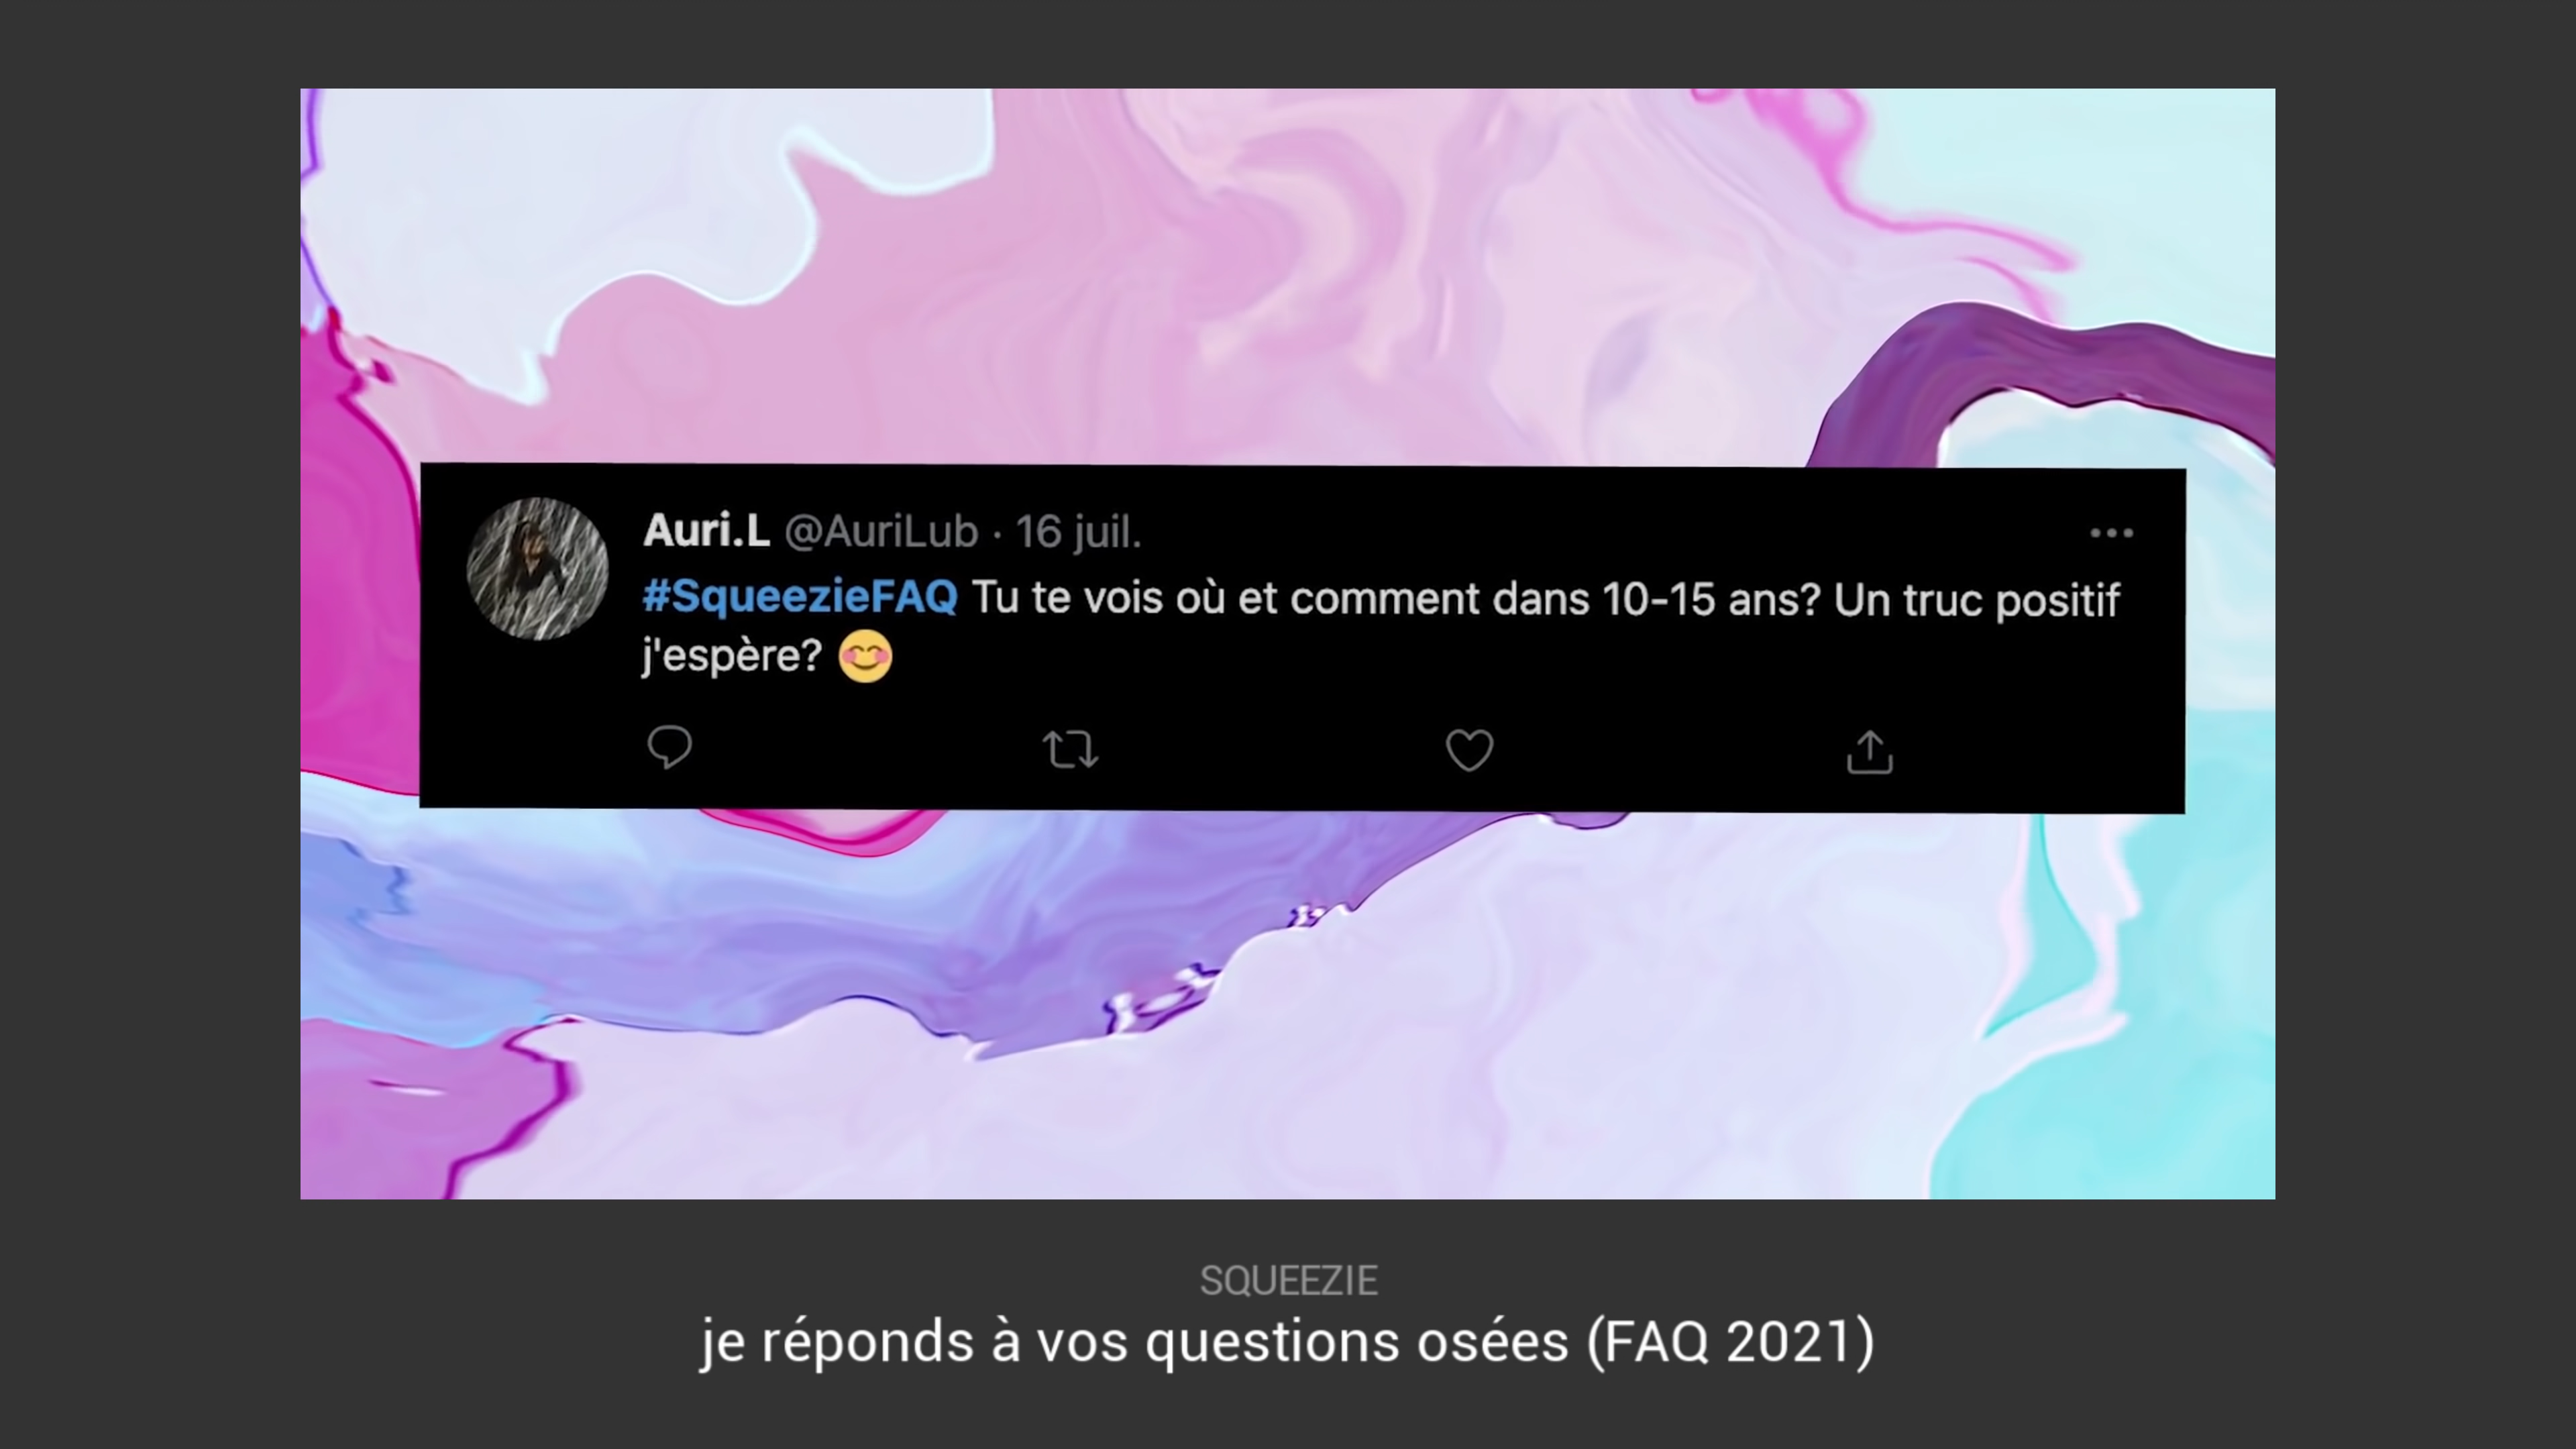 Auri.L @AuriLub · 16 juil.
#SqueezieFAQ Tu te vois où et comment dans 10-15 ans? Un truc positif
j'espère? 😊
SQUEEZIE
je réponds à vos questions osées (FAQ 2021)